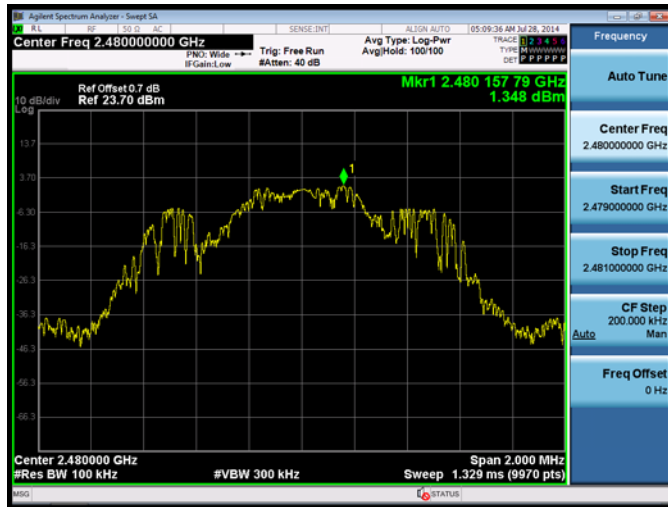 Agilent Spectrum Analyzer - Swept SA
RL RF 50 Ω AC SENSE:INT ALIGN AUTO 05:09:36 AM Jul 28, 2014
Center Freq 2.480000000 GHz
PNO: Wide
IFGain:Low
Trig: Free Run
#Atten: 40 dB
Avg Type: Log-Pwr
Avg|Hold: 100/100
TRACE 1 2 3 4 5 6
TYPE M WWWWW
DET P P P P P P
Ref Offset 0.7 dB
10 dB/div Ref 23.70 dBm
Log
Mkr1 2.480 157 79 GHz
1.348 dBm
1
13.7
3.70
-6.30
-16.3
-26.3
-36.3
-46.3
-56.3
-66.3
Center 2.480000 GHz Span 2.000 MHz
#Res BW 100 kHz #VBW 300 kHz Sweep 1.329 ms (9970 pts)
MSG STATUS
Frequency
Auto Tune
Center Freq
2.480000000 GHz
Start Freq
2.479000000 GHz
Stop Freq
2.481000000 GHz
CF Step
200.000 kHz
Auto Man
Freq Offset
0 Hz